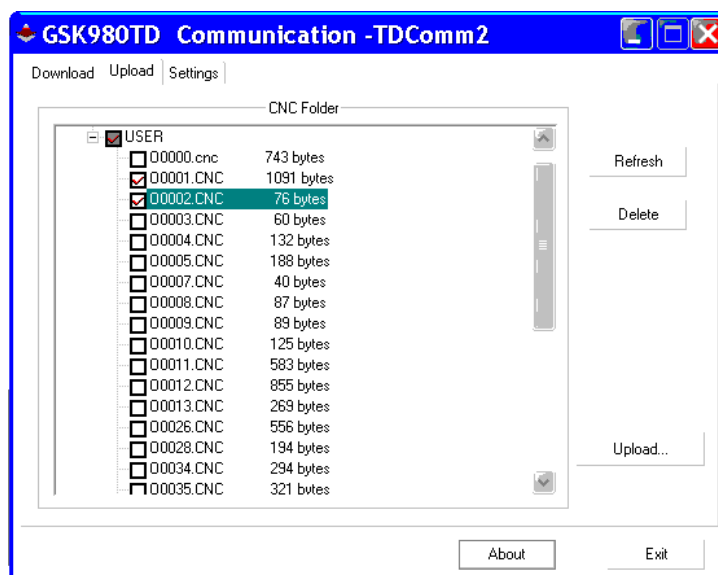 GSK980TD Communication -TDComm2
Download Upload Settings
CNC Folder
USER
O0000.cnc 743 bytes
O0001.CNC 1091 bytes
O0002.CNC 76 bytes
O0003.CNC 60 bytes
O0004.CNC 132 bytes
O0005.CNC 188 bytes
O0007.CNC 40 bytes
O0008.CNC 87 bytes
O0009.CNC 89 bytes
O0010.CNC 125 bytes
O0011.CNC 583 bytes
O0012.CNC 855 bytes
O0013.CNC 269 bytes
O0026.CNC 556 bytes
O0028.CNC 194 bytes
O0034.CNC 294 bytes
O0035.CNC 321 bytes
Refresh
Delete
Upload...
About Exit